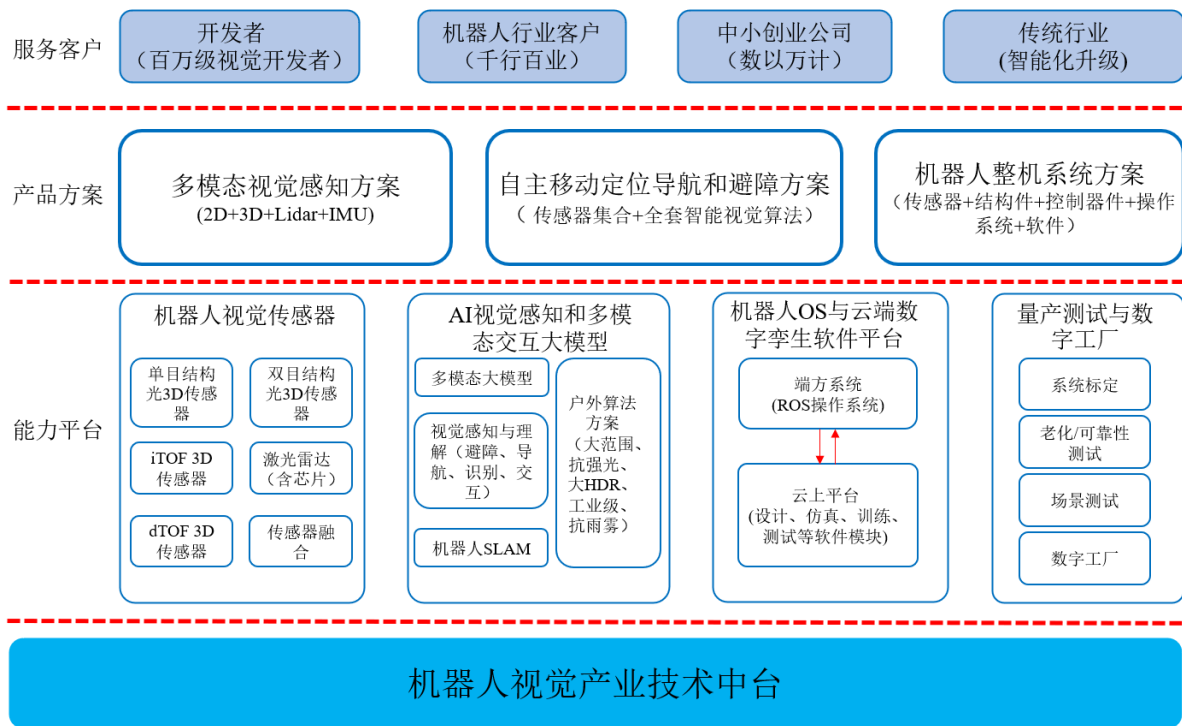 服务客户
开发者
（百万级视觉开发者）
机器人行业客户
（千行百业）
中小创业公司
（数以万计）
传统行业
(智能化升级)
产品方案
多模态视觉感知方案
(2D+3D+Lidar+IMU)
自主移动定位导航和避障方案
（ 传感器集合+全套智能视觉算法）
机器人整机系统方案
（传感器+结构件+控制器件+操作
系统+软件）
能力平台
机器人视觉传感器
单目结构
光3D传感
器
双目结构
光3D传感
器
iTOF 3D
传感器
激光雷达
（含芯片）
dTOF 3D
传感器
传感器融
合
AI视觉感知和多模
态交互大模型
多模态大模型
视觉感知与理
解（避障、导
航、识别、交
互）
机器人SLAM
户外算法
方案
（大范围、
抗强光、
大HDR、
工业级、
抗雨雾）
机器人OS与云端数
字孪生软件平台
端方系统
(ROS操作系统)
云上平台
(设计、仿真、训练、
测试等软件模块)
量产测试与数
字工厂
系统标定
老化/可靠性
测试
场景测试
数字工厂
机器人视觉产业技术中台